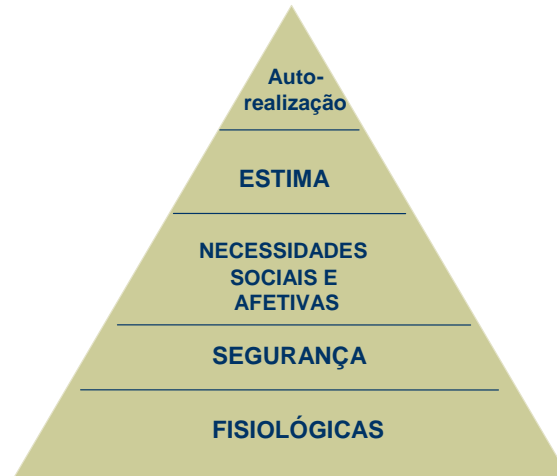 Auto-
realização
ESTIMA
NECESSIDADES
SOCIAIS E
AFETIVAS
SEGURANÇA
FISIOLÓGICAS